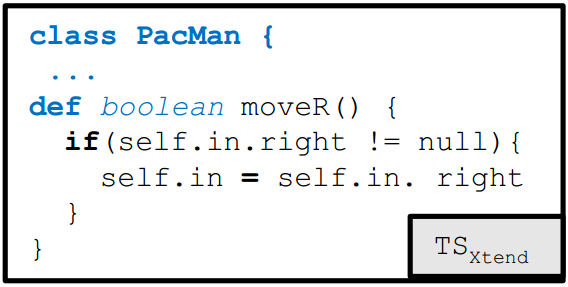 class PacMan {
...
def boolean moveR() {
if(self.in.right != null){
self.in = self.in. right
}
}
TSXtend